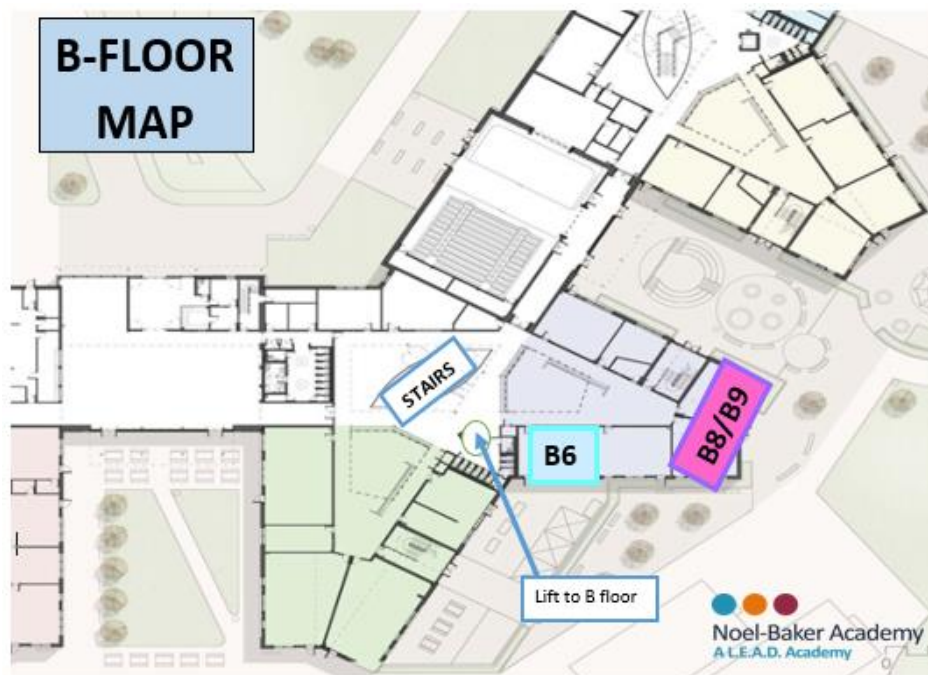 B-FLOOR
MAP
STAIRS
B6
B8/B9
Lift to B floor
Noel-Baker Academy
A L.E.A.D. Academy